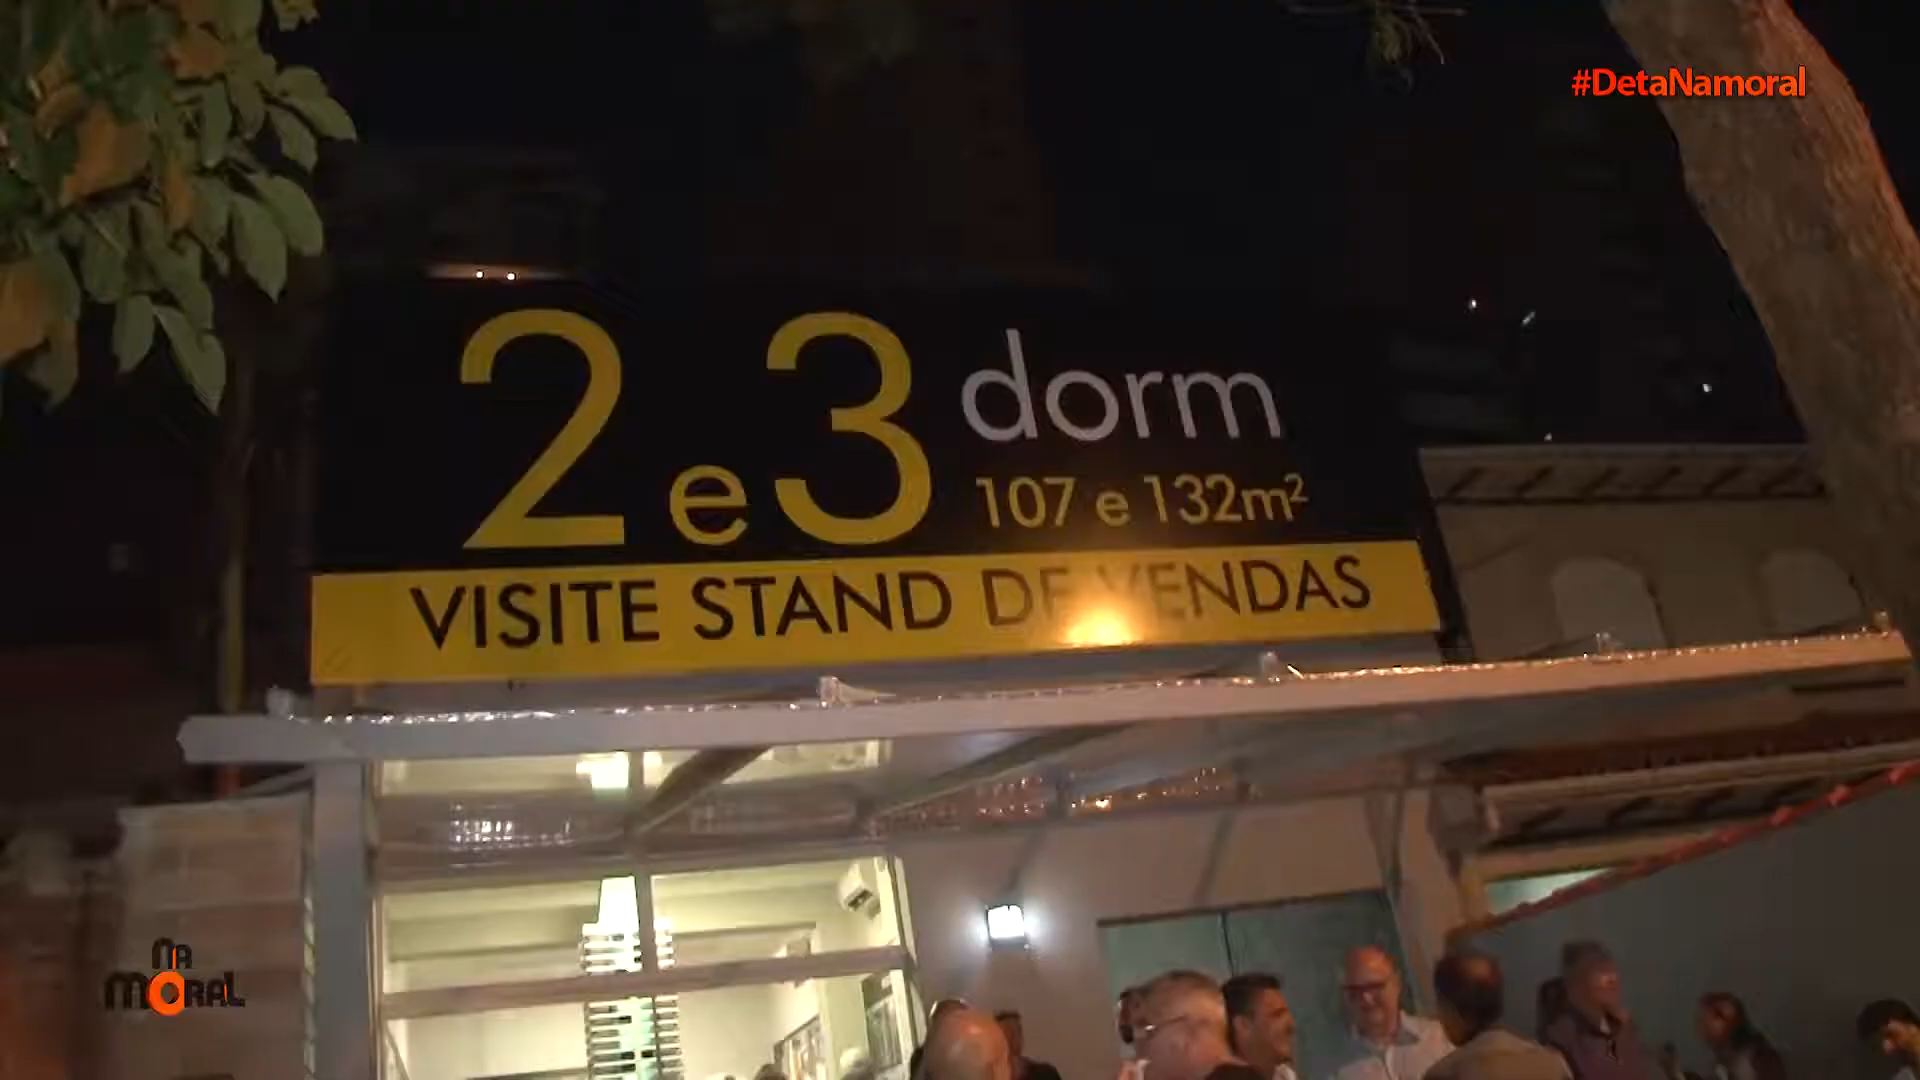 #DetaNamoral
2 e 3 dorm
107 e 132m²
VISITE STAND DE VENDAS
NA
MORAL